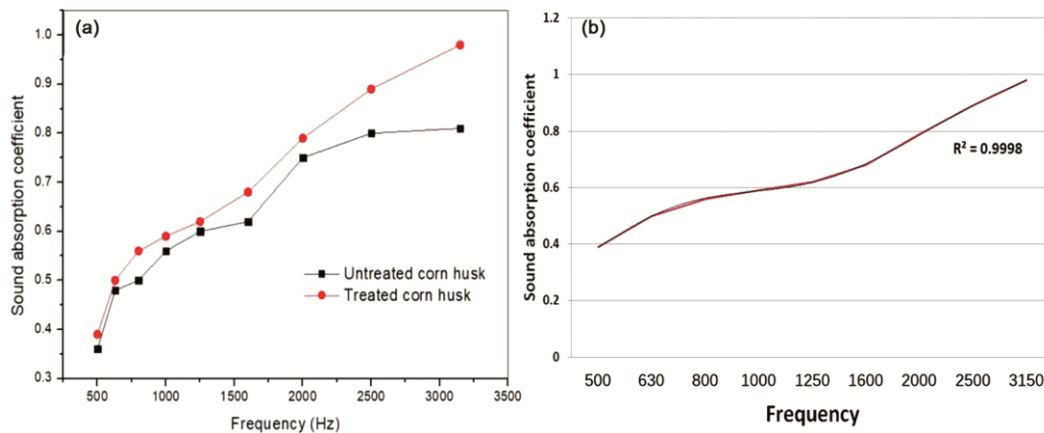 (a)
1.0
0.9
0.8
0.7
0.6
0.5
0.4
0.3
Sound absorption coefficient
Untreated corn husk
Treated corn husk
500 1000 1500 2000 2500 3000 3500
Frequency (Hz)
(b)
1.2
1
0.8
0.6
0.4
0.2
0
Sound absorption coefficient
R² = 0.9998
500 630 800 1000 1250 1600 2000 2500 3150
Frequency